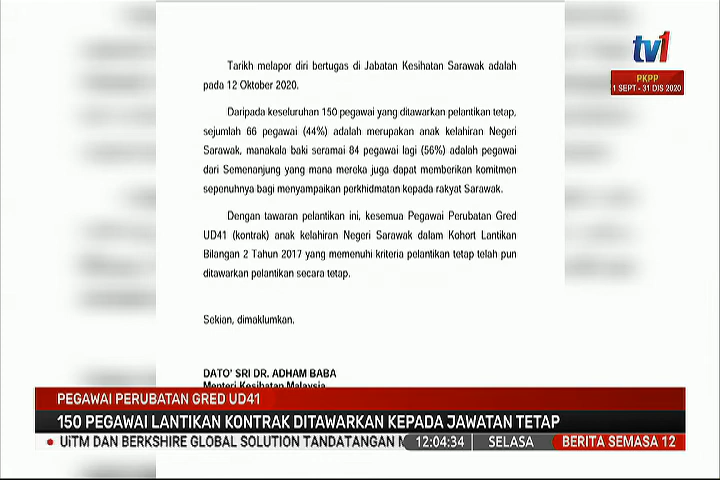 Tarikh melapor diri bertugas di Jabatan Kesihatan Sarawak adalah
pada 12 Oktober 2020.
Daripada keseluruhan 150 pegawai yang ditawarkan pelantikan tetap,
sejumlah 66 pegawai (44%) adalah merupakan anak kelahiran Negeri
Sarawak, manakala baki seramai 84 pegawai lagi (56%) adalah pegawai
dari Semenanjung yang mana mereka juga dapat memberikan komitmen
sepenuhnya bagi menyampaikan perkhidmatan kepada rakyat Sarawak.
Dengan tawaran pelantikan ini, kesemua Pegawai Perubatan Gred
UD41 (kontrak) anak kelahiran Negeri Sarawak dalam Kohort Lantikan
Bilangan 2 Tahun 2017 yang memenuhi kriteria pelantikan tetap telah pun
ditawarkan pelantikan secara tetap.
Sekian, dimaklumkan.
DATO' SRI DR. ADHAM BABA
Menteri Kesihatan Malaysia
tv1
PKPP
1 SEPT - 31 DIS 2020
PEGAWAI PERUBATAN GRED UD41
150 PEGAWAI LANTIKAN KONTRAK DITAWARKAN KEPADA JAWATAN TETAP
UiTM DAN BERKSHIRE GLOBAL SOLUTION TANDATANGAN
12:04:34
SELASA
BERITA SEMASA 12